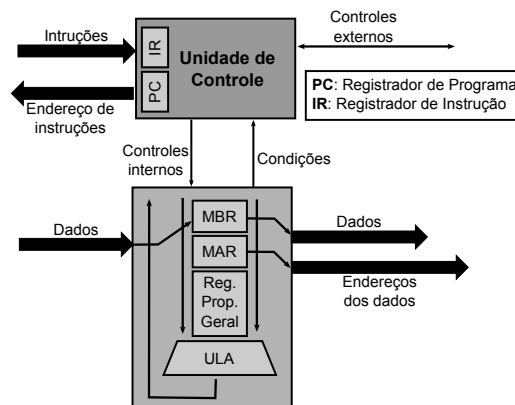 Intruções
IR
PC
Unidade de
Controle
Controles
externos
Endereço de
instruções
PC: Registrador de Programa
IR: Registrador de Instrução
Controles
internos
Condições
Dados
MBR
MAR
Reg.
Prop.
Geral
ULA
Dados
Endereços
dos dados